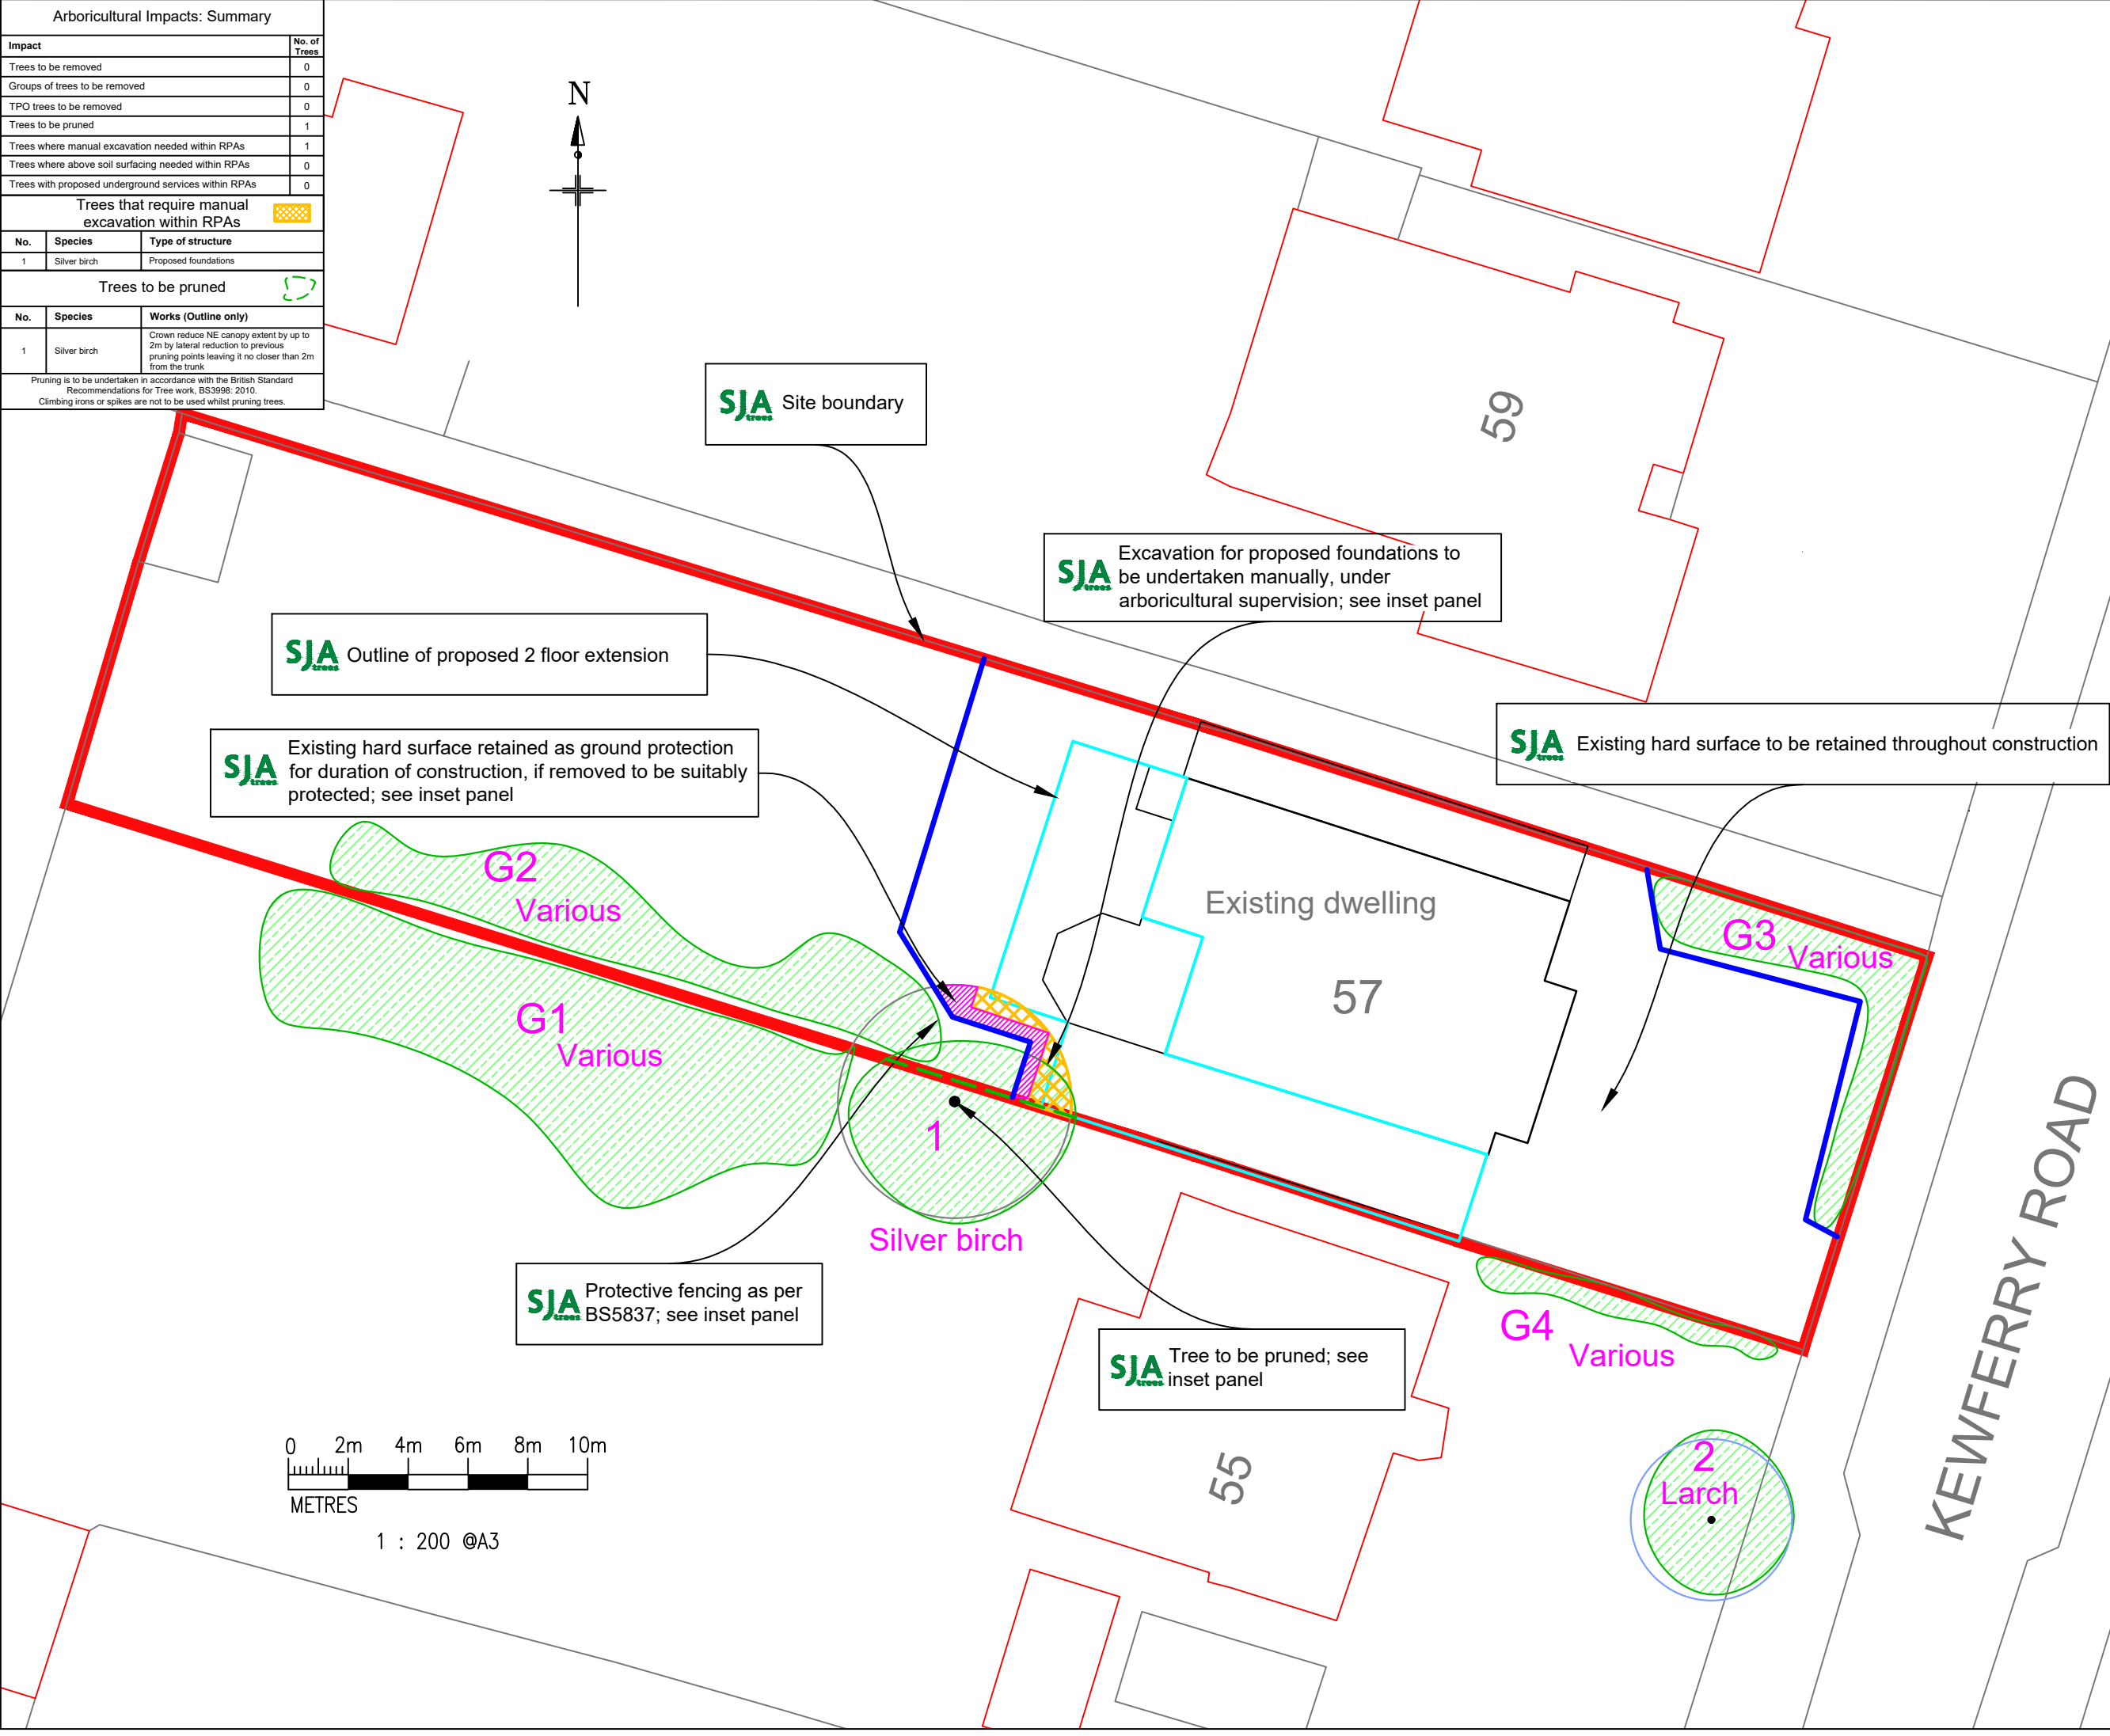 Arboricultural Impacts: Summary
Impact No. of Trees
Trees to be removed 0
Groups of trees to be removed 0
TPO trees to be removed 0
Trees to be pruned 1
Trees where manual excavation needed within RPAs 1
Trees where above soil surfacing needed within RPAs 0
Trees with proposed underground services within RPAs 0
Trees that require manual
excavation within RPAs
No. Species Type of structure
1 Silver birch Proposed foundations
Trees to be pruned
No. Species Works (Outline only)
1 Silver birch Crown reduce NE canopy extent by up to
2m by lateral reduction to previous
pruning points leaving it no closer than 2m
from the trunk
Pruning is to be undertaken in accordance with the British Standard
Recommendations for Tree work, BS3998: 2010.
Climbing irons or spikes are not to be used whilst pruning trees.
N
SJA trees Site boundary
59
SJA trees
Excavation for proposed foundations to
be undertaken manually, under
arboricultural supervision; see inset panel
SJA trees Outline of proposed 2 floor extension
SJA trees
Existing hard surface retained as ground protection
for duration of construction, if removed to be suitably
protected; see inset panel
SJA trees Existing hard surface to be retained throughout construction
G2
Various
G1
Various
Existing dwelling
57
G3
Various
1
Silver birch
SJA trees
Protective fencing as per
BS5837; see inset panel
SJA trees
Tree to be pruned; see
inset panel
G4
Various
55
2
Larch
KEWFERRY ROAD
0 2m 4m 6m 8m 10m
METRES
1 : 200 @A3